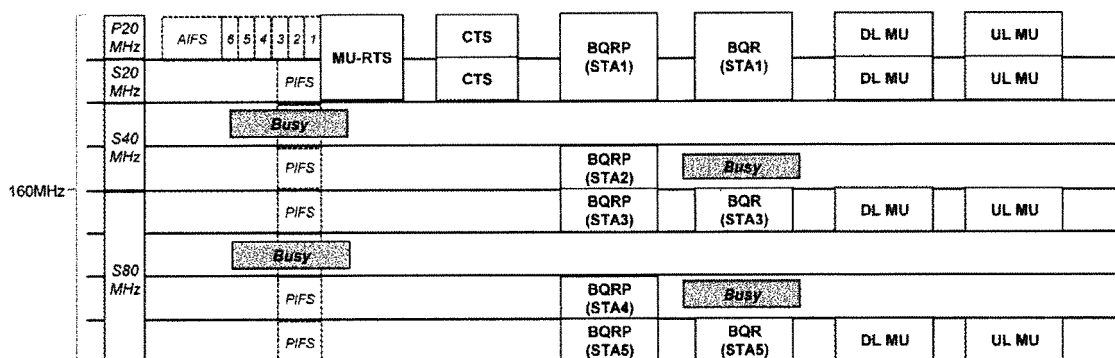 P20 MHz AIFS 6 5 4 3 2 1 MU-RTS CTS BQRP (STA1) BQR (STA1) DL MU UL MU
S20 MHz PIFS CTS DL MU UL MU
S40 MHz Busy
PIFS BQRP (STA2) Busy
160MHz
PIFS BQRP (STA3) BQR (STA3) DL MU UL MU
S80 MHz Busy
PIFS BQRP (STA4) Busy
PIFS BQRP (STA5) BQR (STA5) DL MU UL MU